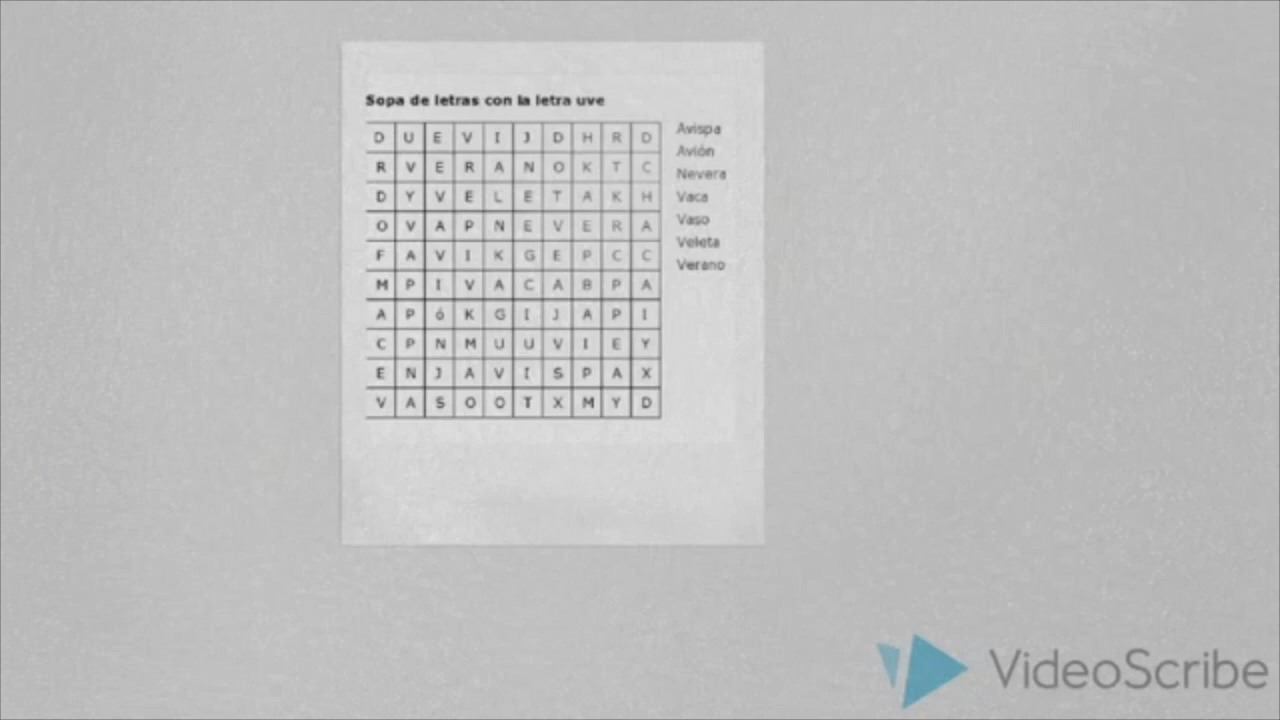 Sopa de letras con la letra uve
D U E V I J D H R D
R V E R A N O K T C
D Y V E L E T A K H
O V A P N E V E R A
F A V I K G E P C C
M P I V A C A B P A
A P ó K G I J A P I
C P N M U U V I E Y
E N J A V I S P A X
V A S O O T X M Y D
Avispa
Avión
Nevera
Vaca
Vaso
Veleta
Verano
VideoScribe